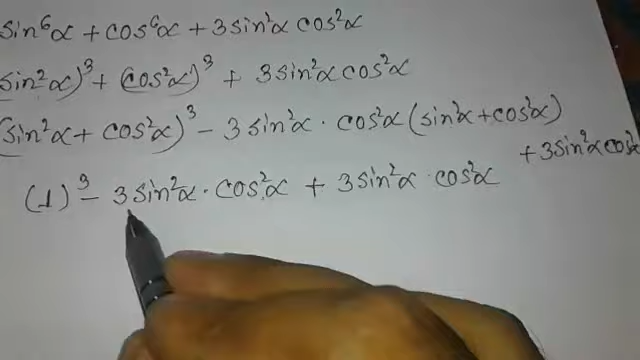 sin⁶α + cos⁶α + 3sin²α cos²α
(sin²α)³ + (cos²α)³ + 3sin²α cos²α
(sin²α + cos²α)³ − 3sin²α · cos²α (sin²α + cos²α)
+ 3sin²α cos²α
(1)³ − 3sin²α · cos²α + 3sin²α · cos²α